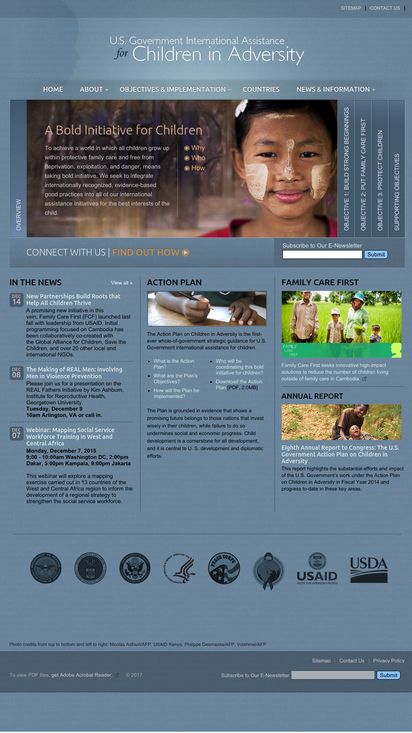 SITEMAP | CONTACT US |
U.S. Government International Assistance
for Children in Adversity
HOME ABOUT OBJECTIVES & IMPLEMENTATION COUNTRIES NEWS & INFORMATION
OVERVIEW
A Bold Initiative for Children
To achieve a world in which all children grow up
within protective family care and free from
deprivation, exploitation, and danger, means
taking bold initiative. We seek to integrate
internationally recognized, evidence-based
good practices into all of our international
assistance initiatives for the best interests of the
child.
Why
Who
How
OBJECTIVE 1: BUILD STRONG BEGINNINGS
OBJECTIVE 2: PUT FAMILY CARE FIRST
OBJECTIVE 3: PROTECT CHILDREN
SUPPORTING OBJECTIVES
CONNECT WITH US | FIND OUT HOW
Subscribe to Our E-Newsletter
Submit
IN THE NEWS
View all »
DEC
14
New Partnerships Build Roots that
Help All Children Thrive
A promising new initiative in this
vein, Family Care First (FCF) launched last
fall with leadership from USAID. Initial
programming focused on Cambodia has
been collaboratively co-created with
the Global Alliance for Children, Save the
Children, and over 20 other local and
international NGOs.
DEC
08
The Making of REAL Men: Involving
Men in Violence Prevention
Please join us for a presentation on the
REAL Fathers Initiative by Kim Ashburn,
Institute for Reproductive Health,
Georgetown University.
Tuesday, December 9
10am Arlington, VA or call in.
DEC
07
Webinar: Mapping Social Service
Workforce Training in West and
Central Africa
Monday, December 7, 2015
9:00 - 10:00am Washington DC, 2:00pm
Dakar, 5:00pm Kampala, 9:00pm Jakarta
This webinar will explore a mapping
exercise carried out in 13 countries of the
West and Central Africa region to inform the
development of a regional strategy to
strengthen the social service workforce.
ACTION PLAN
The Action Plan on Children in Adversity is the first-
ever whole-of-government strategic guidance for U.S.
Government international assistance for children.
What is the Action
Plan?
What are the Plan's
Objectives?
How will the Plan be
implemented?
Who will be
coordinating this bold
initiative for children?
Download the Action
Plan [PDF, 2.0MB]
The Plan is grounded in evidence that shows a
promising future belongs to those nations that invest
wisely in their children, while failure to do so
undermines social and economic progress. Child
development is a cornerstone for all development,
and it is central to U. S. development and diplomatic
efforts.
FAMILY CARE FIRST
Family Care First seeks innovative high impact
solutions to reduce the number of children living
outside of family care in Cambodia.
ANNUAL REPORT
Eighth Annual Report to Congress: The U.S.
Government Action Plan on Children in
Adversity
This report highlights the substantial efforts and impact
of the U.S. Government's work under the Action Plan
on Children in Adversity in Fiscal Year 2014 and
progress to-date in these key areas.
PEACE CORPS
USAID
FROM THE AMERICAN PEOPLE
USDA
Photo credits from top to bottom and left to right: Nicolas Asfouri/AFP, USAID Kenya, Philippe Desmazes/AFP, Voishmel/AFP
Sitemap | Contact Us | Privacy Policy
To view PDF files, get Adobe Acrobat Reader. © 2017
Subscribe to Our E-Newsletter
Submit